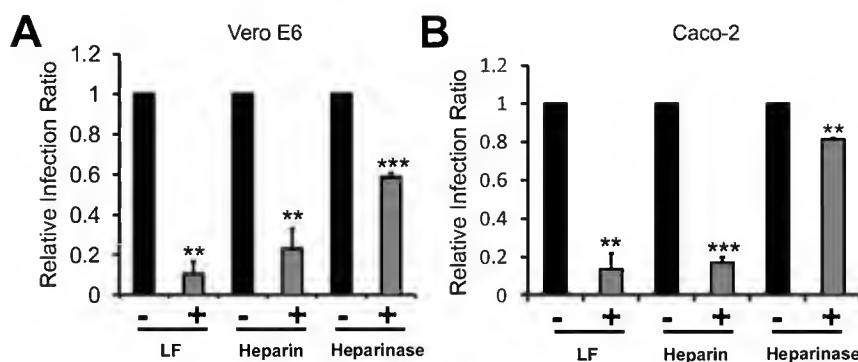 A
Vero E6
Relative Infection Ratio
1.2
1
0.8
0.6
0.4
0.2
0
**
**
***
- + - + - +
LF Heparin Heparinase
B
Caco-2
Relative Infection Ratio
1.2
1
0.8
0.6
0.4
0.2
0
**
***
**
- + - + - +
LF Heparin Heparinase